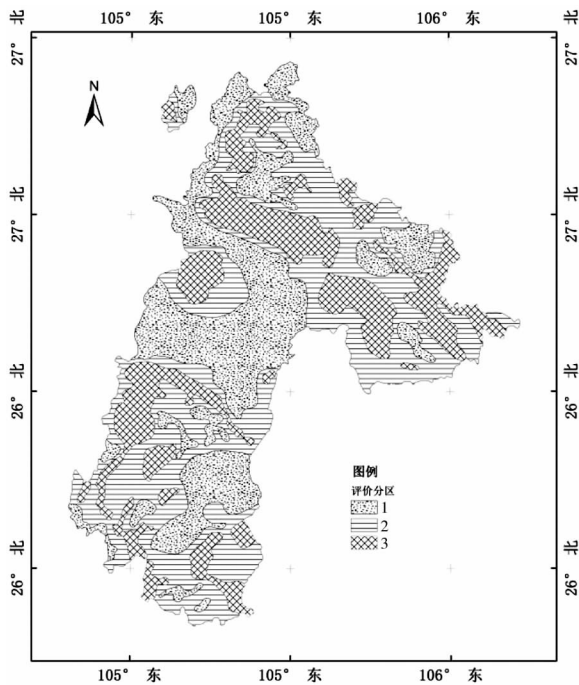 105° 东 105° 东 106° 东
27° 北 27° 北
N
27° 北 27° 北
26° 北 26° 北
图例
评价分区
1
2
3
26° 北 26° 北
105° 东 105° 东 106° 东